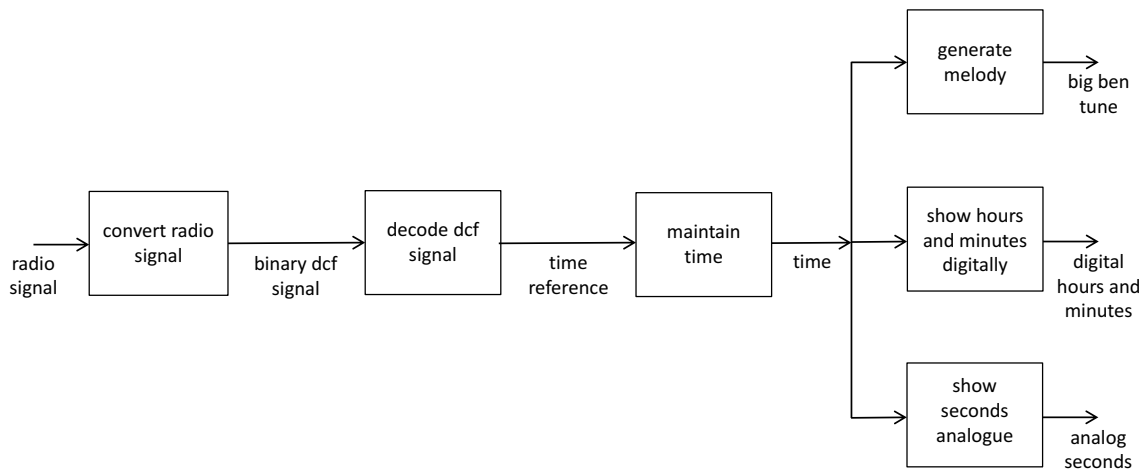 generate
melody
big ben
tune
convert radio
signal
decode dcf
signal
maintain
time
show hours
and minutes
digitally
radio
signal
binary dcf
signal
time
reference
time
digital
hours and
minutes
show
seconds
analogue
analog
seconds